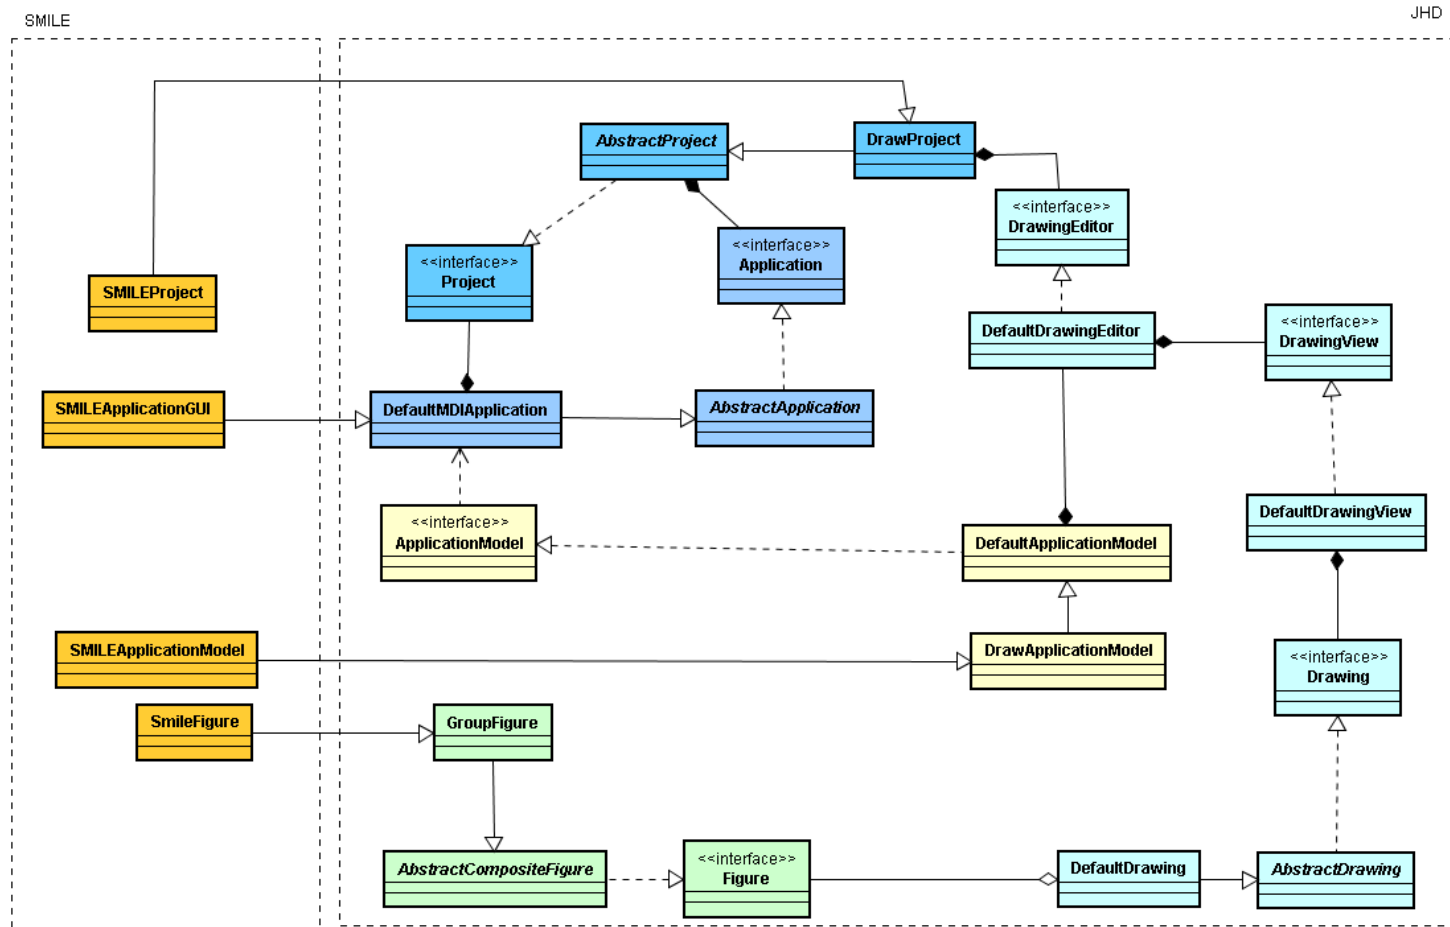 SMILE
JHD
AbstractProject
DrawProject
<<interface>>
DrawingEditor
<<interface>>
Application
<<interface>>
Project
SMILEProject
DefaultDrawingEditor
<<interface>>
DrawingView
SMILEApplicationGUI
DefaultMDIApplication
AbstractApplication
<<interface>>
ApplicationModel
DefaultApplicationModel
DefaultDrawingView
SMILEApplicationModel
DrawApplicationModel
<<interface>>
Drawing
SmileFigure
GroupFigure
AbstractCompositeFigure
<<interface>>
Figure
DefaultDrawing
AbstractDrawing